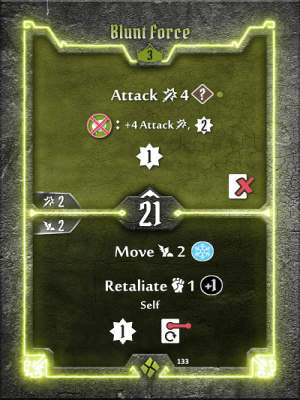 Blunt Force
3
Attack 4 ?
: +4 Attack , 2
1
2
21
2
Move 2
Retaliate 1 +1
Self
1
133